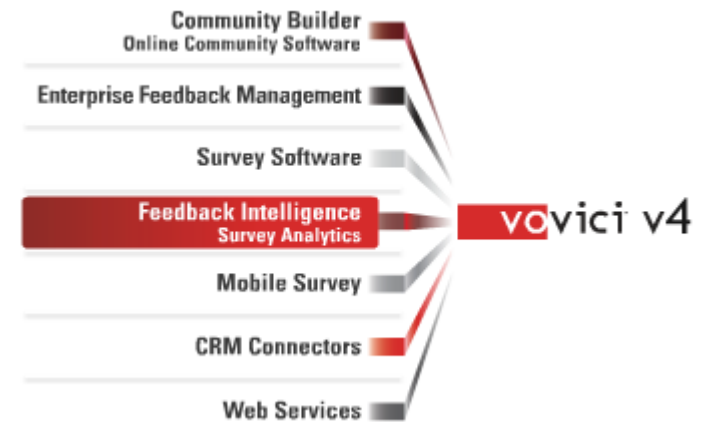 Community Builder
Online Community Software
Enterprise Feedback Management
Survey Software
Feedback Intelligence
Survey Analytics
vovici v4
Mobile Survey
CRM Connectors
Web Services